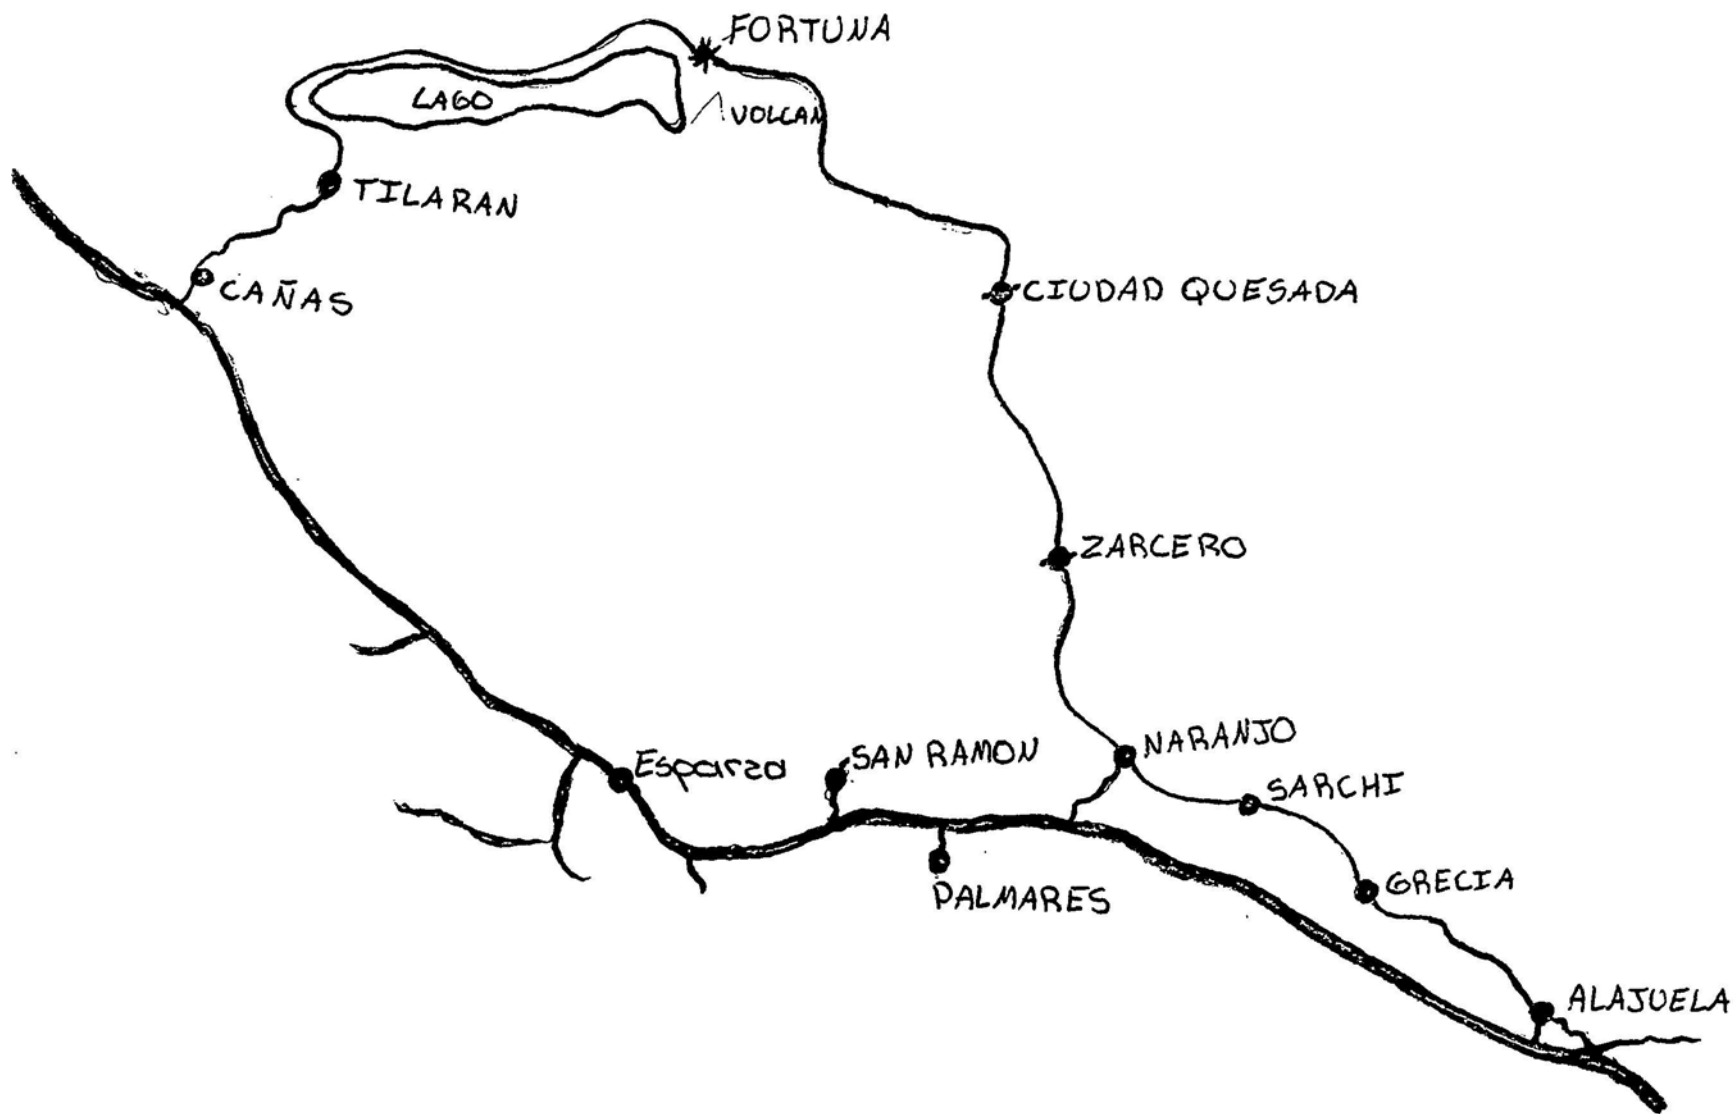 FORTUNA
LAGO
VOLCAN
TILARAN
CAÑAS
CIUDAD QUESADA
ZARCERO
NARANJO
SAN RAMON
Esparza
SARCHI
GRECIA
PALMARES
ALAJUELA